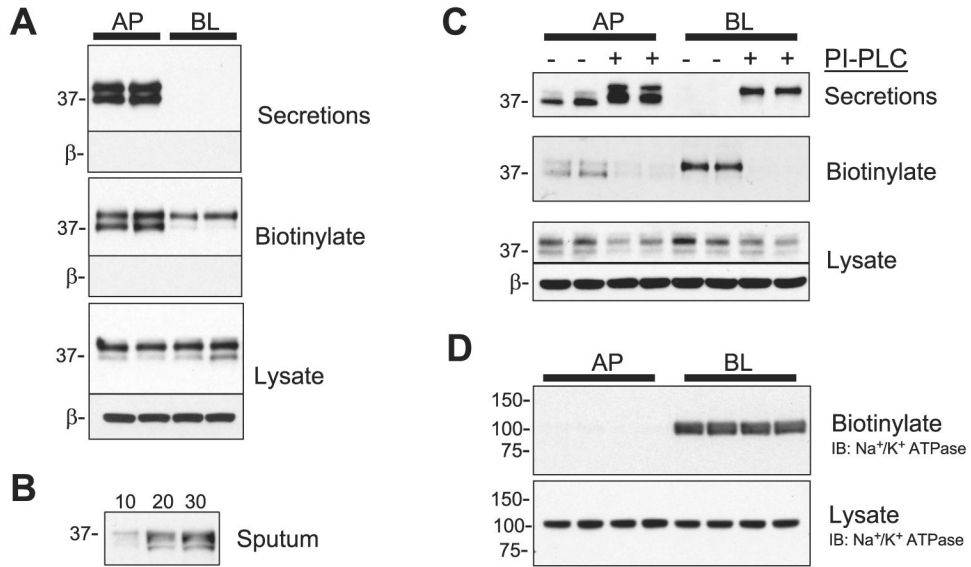 A
AP BL
37-
Secretions
β-
37-
Biotinylate
β-
37-
Lysate
β-
B
10 20 30
37-
Sputum
C
AP BL
- - + + - - + + PI-PLC
37-
Secretions
37-
Biotinylate
37-
Lysate
β-
D
AP BL
150-
100-
75-
Biotinylate
IB: Na⁺/K⁺ ATPase
150-
100-
75-
Lysate
IB: Na⁺/K⁺ ATPase